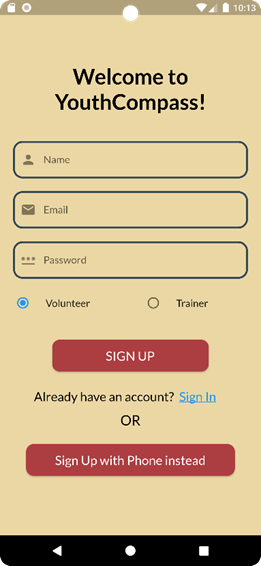 10:13
Welcome to
YouthCompass!
Name
Email
Password
Volunteer Trainer
SIGN UP
Already have an account? Sign In
OR
Sign Up with Phone instead